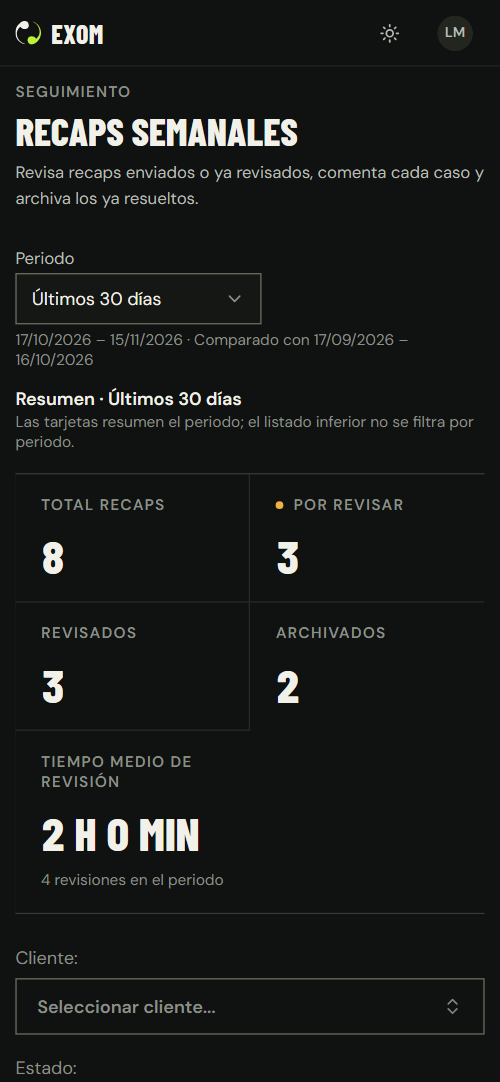 EXOM
LM
SEGUIMIENTO
RECAPS SEMANALES
Revisa recaps enviados o ya revisados, comenta cada caso y
archiva los ya resueltos.
Periodo
Últimos 30 días
17/10/2026 – 15/11/2026 · Comparado con 17/09/2026 –
16/10/2026
Resumen · Últimos 30 días
Las tarjetas resumen el periodo; el listado inferior no se filtra por
periodo.
TOTAL RECAPS
8
POR REVISAR
3
REVISADOS
3
ARCHIVADOS
2
TIEMPO MEDIO DE
REVISIÓN
2 H 0 MIN
4 revisiones en el periodo
Cliente:
Seleccionar cliente...
Estado: